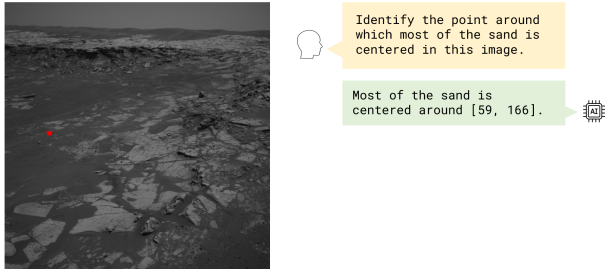 Identify the point around
which most of the sand is
centered in this image.
Most of the sand is
centered around [59, 166].
AI